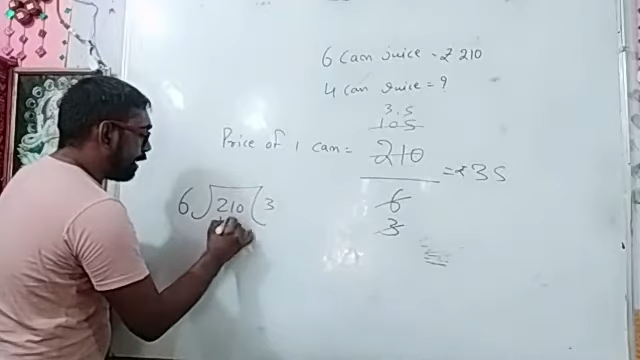 6 Can juice = ₹ 210
4 Can Juice = ?
3.5
105
Price of 1 can = 210
= ₹ 35
6
3
6)210(3